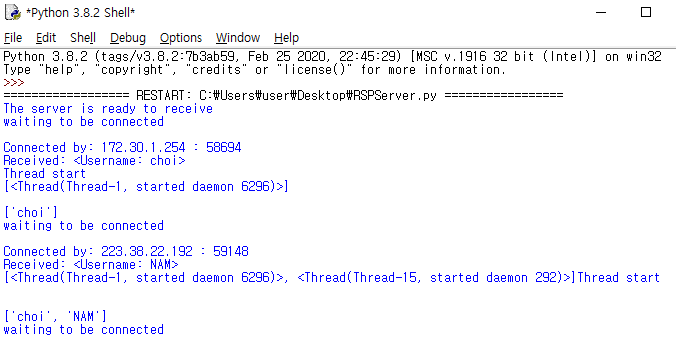 *Python 3.8.2 Shell*
File Edit Shell Debug Options Window Help
Python 3.8.2 (tags/v3.8.2:7b3ab59, Feb 25 2020, 22:45:29) [MSC v.1916 32 bit (Intel)] on win32
Type "help", "copyright", "credits" or "license()" for more information.
>>>
================== RESTART: C:₩Users₩user₩Desktop₩RSPServer.py =================
The server is ready to receive
waiting to be connected
Connected by: 172.30.1.254 : 58694
Received: <Username: choi>
Thread start
[<Thread(Thread-1, started daemon 6296)>]
['choi']
waiting to be connected
Connected by: 223.38.22.192 : 59148
Received: <Username: NAM>
[<Thread(Thread-1, started daemon 6296)>, <Thread(Thread-15, started daemon 292)>]Thread start
['choi', 'NAM']
waiting to be connected